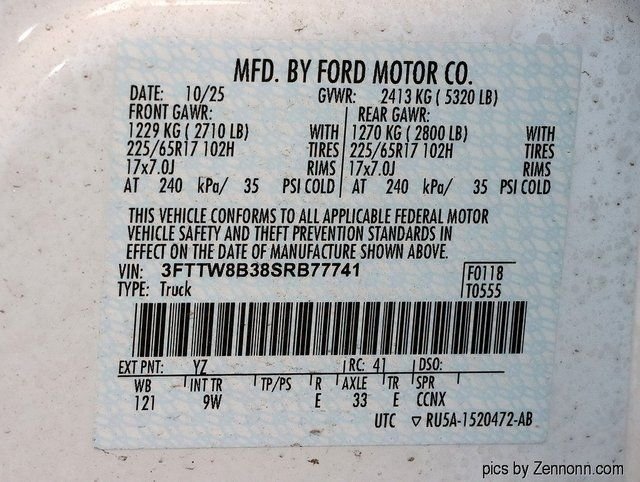 MFD. BY FORD MOTOR CO.
DATE: 10/25 GVWR: 2413 KG ( 5320 LB)
FRONT GAWR: REAR GAWR:
1229 KG ( 2710 LB) WITH 1270 KG ( 2800 LB) WITH
225/65R17 102H TIRES 225/65R17 102H TIRES
17x7.0J RIMS 17x7.0J RIMS
AT 240 kPa/ 35 PSI COLD AT 240 kPa/ 35 PSI COLD
THIS VEHICLE CONFORMS TO ALL APPLICABLE FEDERAL MOTOR
VEHICLE SAFETY AND THEFT PREVENTION STANDARDS IN
EFFECT ON THE DATE OF MANUFACTURE SHOWN ABOVE.
VIN: 3FTTW8B38SRB77741 F0118
TYPE: Truck T0555
EXT PNT: YZ RC: 41 DSO:
WB INT TR TP/PS R AXLE TR SPR
121 9W E 33 E CCNX
UTC ▽ RU5A-1520472-AB
pics by Zennonn.com